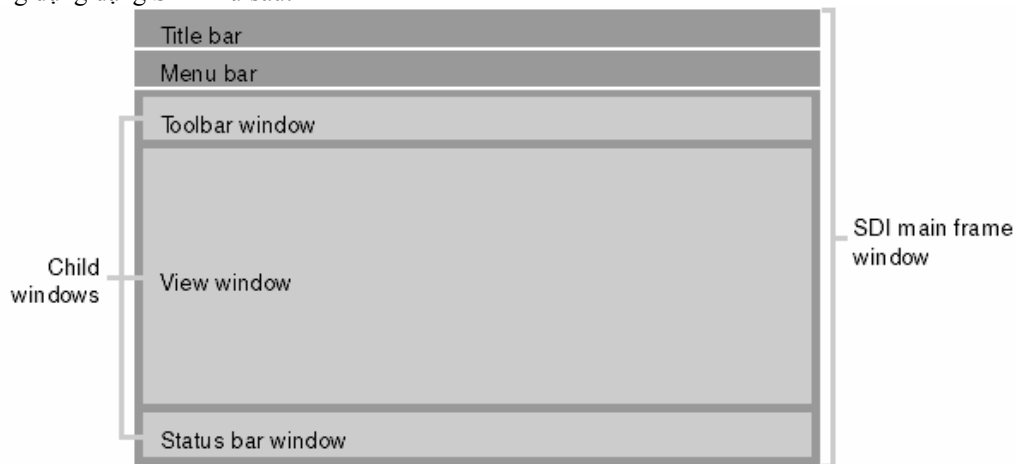 Title bar
Menu bar
Toolbar window
SDI main frame
window
Child
windows
View window
Status bar window